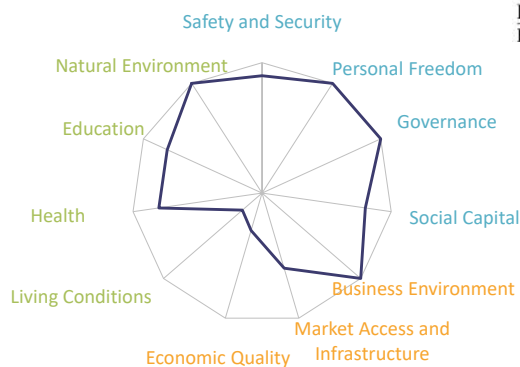 Safety and Security
Natural Environment
Personal Freedom
Education
Governance
Health
Social Capital
Living Conditions
Business Environment
Market Access and
Infrastructure
Economic Quality